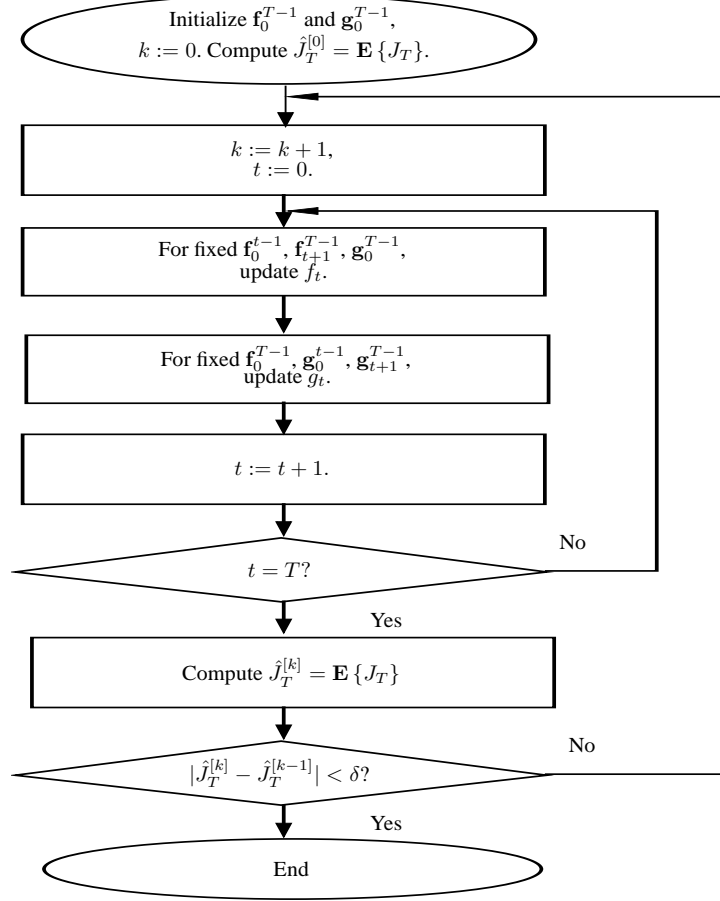 Initialize $\mathbf{f}_0^{T-1}$ and $\mathbf{g}_0^{T-1}$,
$k := 0$. Compute $\hat{J}_T^{[0]} = \mathbf{E}\{J_T\}$.
$k := k + 1$,
$t := 0$.
For fixed $\mathbf{f}_0^{t-1}$, $\mathbf{f}_{t+1}^{T-1}$, $\mathbf{g}_0^{T-1}$,
update $f_t$.
For fixed $\mathbf{f}_0^{T-1}$, $\mathbf{g}_0^{t-1}$, $\mathbf{g}_{t+1}^{T-1}$,
update $g_t$.
$t := t + 1$.
No
$t = T$?
Yes
Compute $\hat{J}_T^{[k]} = \mathbf{E}\{J_T\}$
No
$|\hat{J}_T^{[k]} - \hat{J}_T^{[k-1]}| < \delta$?
Yes
End